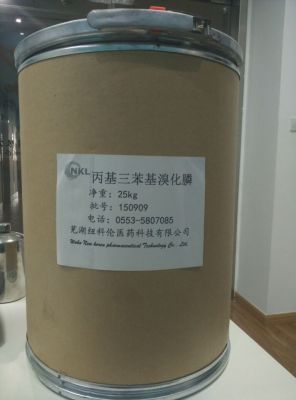 NKL 丙基三苯基溴化膦
净重：25kg
批号：150909
电话：0553-5807085
芜湖纽科伦医药科技有限公司
Wuhu New korea pharmaceutical Technology Co., Ltd.